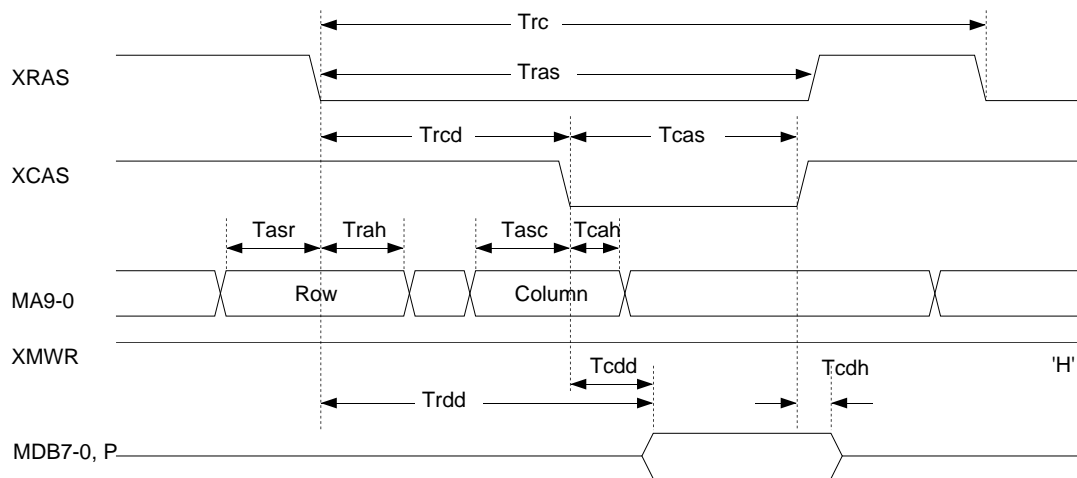 Trc
XRAS
Tras
Trcd
Tcas
XCAS
Tasr
Trah
Tasc
Tcah
MA9-0
Row
Column
XMWR
'H'
Tcdd
Tcdh
Trdd
MDB7-0, P